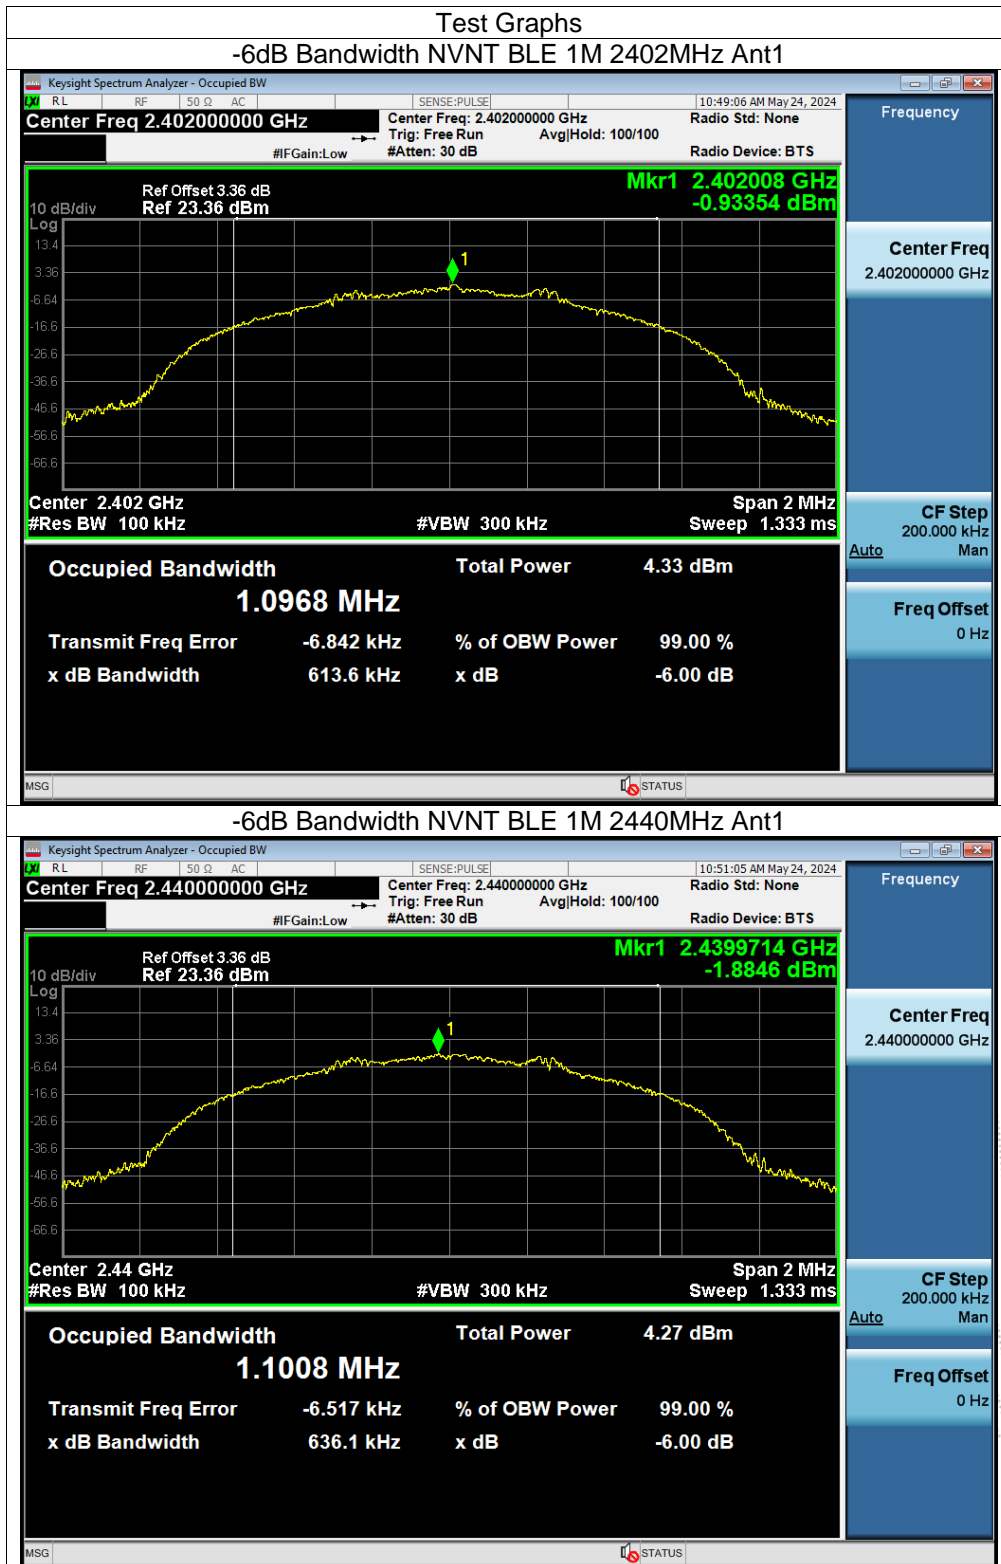 Test Graphs
-6dB Bandwidth NVNT BLE 1M 2402MHz Ant1
Keysight Spectrum Analyzer - Occupied BW
LXI RL RF 50 Ω AC SENSE:PULSE 10:49:06 AM May 24, 2024
Center Freq 2.402000000 GHz Center Freq: 2.402000000 GHz Radio Std: None Frequency
Trig: Free Run Avg|Hold: 100/100
#IFGain:Low #Atten: 30 dB Radio Device: BTS
Mkr1 2.402008 GHz
-0.93354 dBm
Ref Offset 3.36 dB
10 dB/div Ref 23.36 dBm
Log
13.4
3.36
-6.64
-16.6
-26.6
-36.6
-46.6
-56.6
-66.6
1
Center Freq
2.402000000 GHz
Center 2.402 GHz Span 2 MHz
#Res BW 100 kHz #VBW 300 kHz Sweep 1.333 ms
CF Step
200.000 kHz
Auto Man
Occupied Bandwidth Total Power 4.33 dBm
1.0968 MHz
Freq Offset
0 Hz
Transmit Freq Error -6.842 kHz % of OBW Power 99.00 %
x dB Bandwidth 613.6 kHz x dB -6.00 dB
MSG STATUS
-6dB Bandwidth NVNT BLE 1M 2440MHz Ant1
Keysight Spectrum Analyzer - Occupied BW
LXI RL RF 50 Ω AC SENSE:PULSE 10:51:05 AM May 24, 2024
Center Freq 2.440000000 GHz Center Freq: 2.440000000 GHz Radio Std: None Frequency
Trig: Free Run Avg|Hold: 100/100
#IFGain:Low #Atten: 30 dB Radio Device: BTS
Mkr1 2.4399714 GHz
-1.8846 dBm
Ref Offset 3.36 dB
10 dB/div Ref 23.36 dBm
Log
13.4
3.36
-6.64
-16.6
-26.6
-36.6
-46.6
-56.6
-66.6
1
Center Freq
2.440000000 GHz
Center 2.44 GHz Span 2 MHz
#Res BW 100 kHz #VBW 300 kHz Sweep 1.333 ms
CF Step
200.000 kHz
Auto Man
Occupied Bandwidth Total Power 4.27 dBm
1.1008 MHz
Freq Offset
0 Hz
Transmit Freq Error -6.517 kHz % of OBW Power 99.00 %
x dB Bandwidth 636.1 kHz x dB -6.00 dB
MSG STATUS